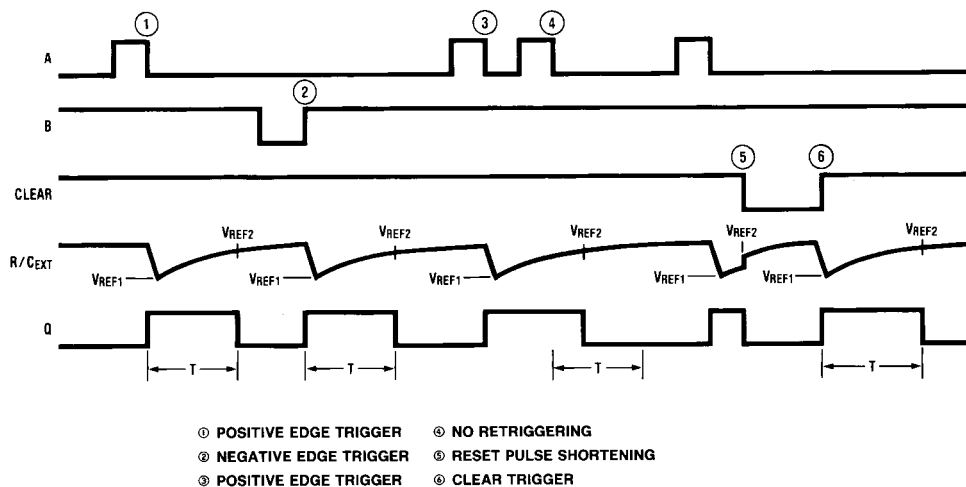 ① ③ ④
A
②
B
⑤ ⑥
CLEAR
VREF2 VREF2 VREF2 VREF2 VREF2
R/CEXT
VREF1 VREF1 VREF1 VREF1 VREF1
Q
T T T T
① POSITIVE EDGE TRIGGER ④ NO RETRIGGERING
② NEGATIVE EDGE TRIGGER ⑤ RESET PULSE SHORTENING
③ POSITIVE EDGE TRIGGER ⑥ CLEAR TRIGGER